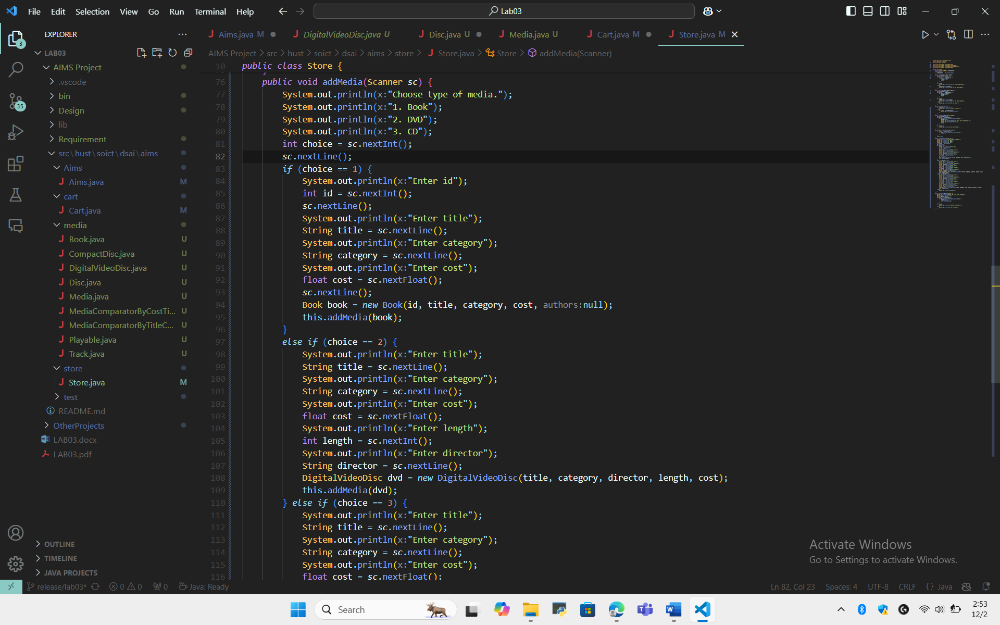 File Edit Selection View Go Run Terminal Help
Lab03
EXPLORER
Aims.java M
DigitalVideoDisc.java U
Disc.java U
Media.java U
Cart.java M
Store.java M
AIMS Project > src > hust > soict > dsai > aims > store > Store.java > Store > addMedia(Scanner)
3
35
LAB03
AIMS Project
.vscode
bin
Design
lib
Requirement
src\hust\soict\dsai\aims
Aims
Aims.java M
cart
Cart.java M
media
Book.java U
CompactDisc.java U
DigitalVideoDisc.java U
Disc.java U
Media.java U
MediaComparatorByCostTi... U
MediaComparatorByTitleC... U
Playable.java U
Track.java U
store
Store.java M
test
README.md
OtherProjects
LAB03.docx
LAB03.pdf
OUTLINE
TIMELINE
JAVA PROJECTS
10 public class Store {
76 public void addMedia(Scanner sc) {
77 System.out.println(x:"Choose type of media.");
78 System.out.println(x:"1. Book");
79 System.out.println(x:"2. DVD");
80 System.out.println(x:"3. CD");
81 int choice = sc.nextInt();
82 sc.nextLine();
83 if (choice == 1) {
84 System.out.println(x:"Enter id");
85 int id = sc.nextInt();
86 sc.nextLine();
87 System.out.println(x:"Enter title");
88 String title = sc.nextLine();
89 System.out.println(x:"Enter category");
90 String category = sc.nextLine();
91 System.out.println(x:"Enter cost");
92 float cost = sc.nextFloat();
93 sc.nextLine();
94 Book book = new Book(id, title, category, cost, authors:null);
95 this.addMedia(book);
96 }
97 else if (choice == 2) {
98 System.out.println(x:"Enter title");
99 String title = sc.nextLine();
100 System.out.println(x:"Enter category");
101 String category = sc.nextLine();
102 System.out.println(x:"Enter cost");
103 float cost = sc.nextFloat();
104 System.out.println(x:"Enter length");
105 int length = sc.nextInt();
106 System.out.println(x:"Enter director");
107 String director = sc.nextLine();
108 DigitalVideoDisc dvd = new DigitalVideoDisc(title, category, director, length, cost);
109 this.addMedia(dvd);
110 } else if (choice == 3) {
111 System.out.println(x:"Enter title");
112 String title = sc.nextLine();
113 System.out.println(x:"Enter category");
114 String category = sc.nextLine();
115 System.out.println(x:"Enter cost");
116 float cost = sc.nextFloat();
Activate Windows
Go to Settings to activate Windows.
release/lab03* 0 0 0 Java: Ready
Ln 82, Col 23 Spaces: 4 UTF-8 CRLF {} Java
Search
2:53
12/2